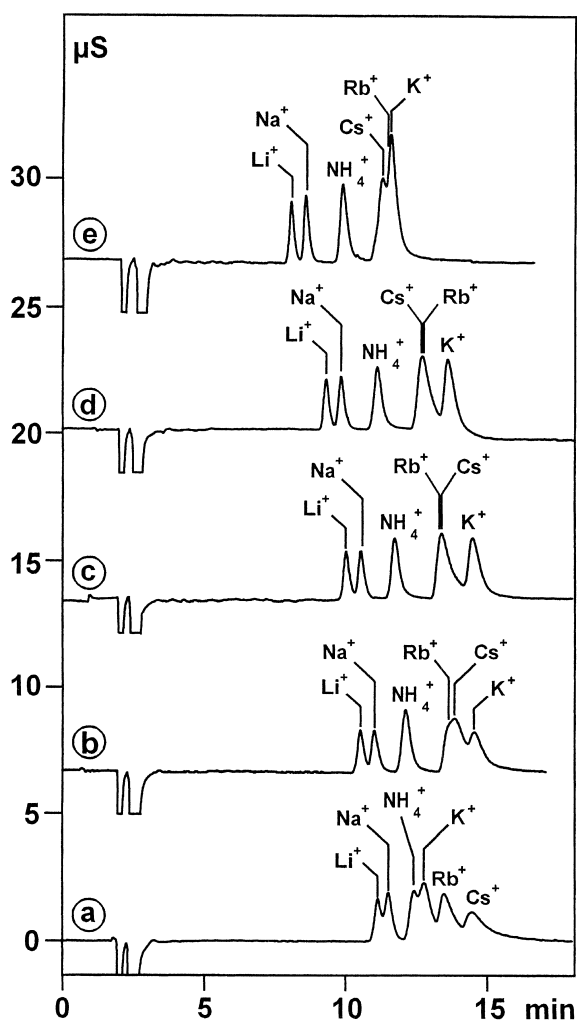 µS
Rb+ K+
Na+ Cs+
Li+ NH4+
30
e
25
Na+ Cs+ Rb+
Li+ NH4+ K+
d
20
Na+ Rb+ Cs+
Li+ NH4+ K+
15
c
Na+ Rb+ Cs+
Li+ NH4+ K+
10
b
5
NH4+
Na+ K+
Li+ Rb+ Cs+
a
0
0 5 10 15 min